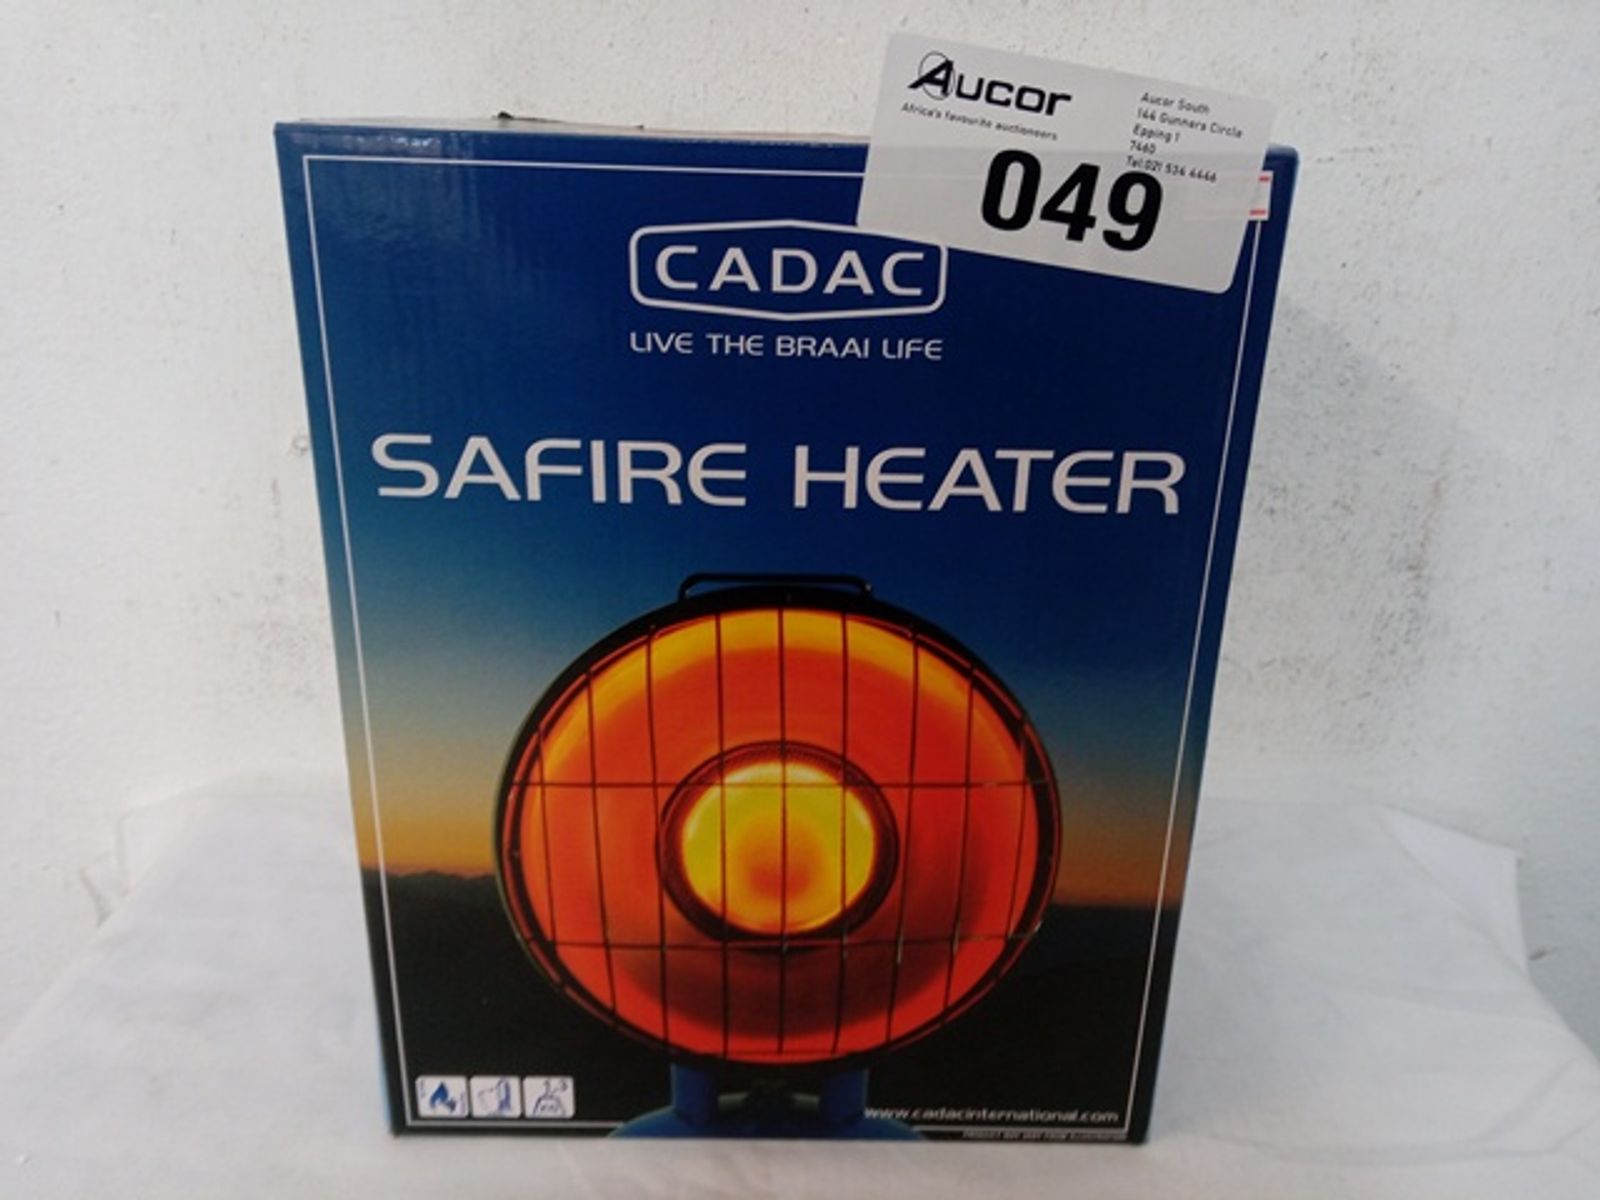 Aucor
Africa's favourite auctioneers
Aucor South
144 Gunners Circle
Epping 1
7460
Tel:021 534 4446
049
CADAC
LIVE THE BRAAI LIFE
SAFIRE HEATER
www.cadacinternational.com